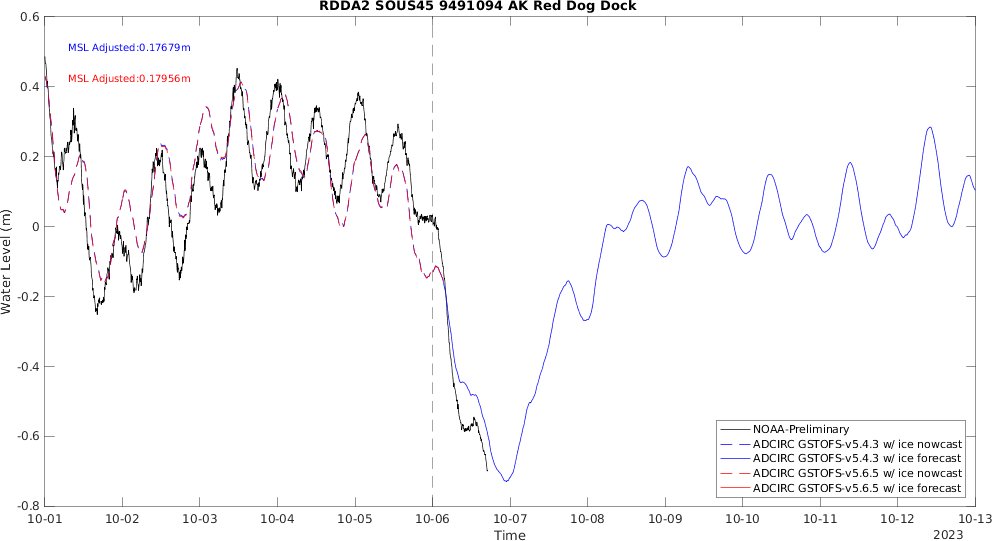 RDDA2 SOUS45 9491094 AK Red Dog Dock
MSL Adjusted:0.17679m
MSL Adjusted:0.17956m
Water Level (m)
0.6
0.4
0.2
0
-0.2
-0.4
-0.6
-0.8
NOAA-Preliminary
ADCIRC GSTOFS-v5.4.3 w/ ice nowcast
ADCIRC GSTOFS-v5.4.3 w/ ice forecast
ADCIRC GSTOFS-v5.6.5 w/ ice nowcast
ADCIRC GSTOFS-v5.6.5 w/ ice forecast
10-01 10-02 10-03 10-04 10-05 10-06 10-07 10-08 10-09 10-10 10-11 10-12 10-13
Time
2023